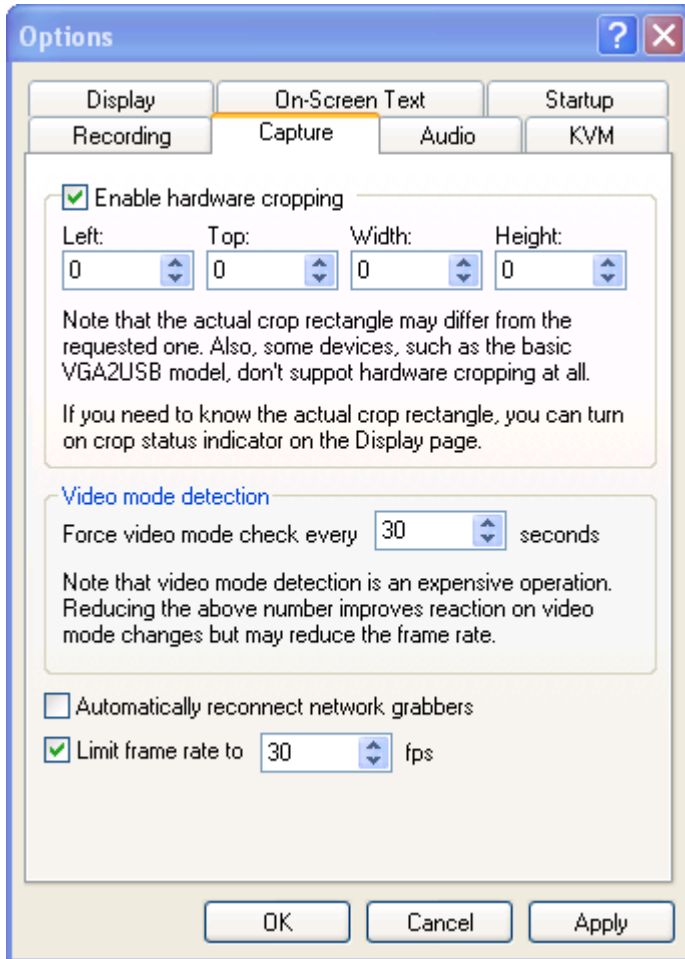 Options
Display On-Screen Text Startup
Recording Capture Audio KVM
Enable hardware cropping
Left: Top: Width: Height:
0 0 0 0
Note that the actual crop rectangle may differ from the
requested one. Also, some devices, such as the basic
VGA2USB model, don't suppot hardware cropping at all.
If you need to know the actual crop rectangle, you can turn
on crop status indicator on the Display page.
Video mode detection
Force video mode check every 30 seconds
Note that video mode detection is an expensive operation.
Reducing the above number improves reaction on video
mode changes but may reduce the frame rate.
Automatically reconnect network grabbers
Limit frame rate to 30 fps
OK Cancel Apply